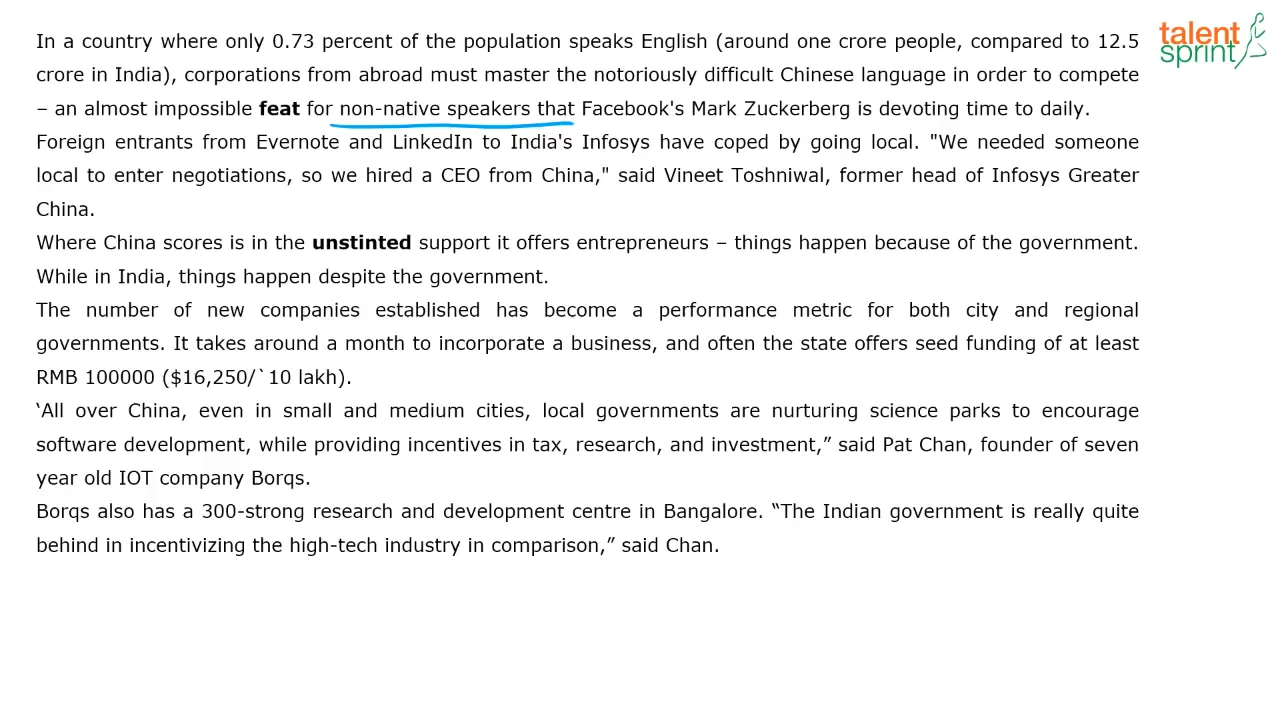 talent
sprint
In a country where only 0.73 percent of the population speaks English (around one crore people, compared to 12.5
crore in India), corporations from abroad must master the notoriously difficult Chinese language in order to compete
– an almost impossible feat for non-native speakers that Facebook's Mark Zuckerberg is devoting time to daily.
Foreign entrants from Evernote and LinkedIn to India's Infosys have coped by going local. "We needed someone
local to enter negotiations, so we hired a CEO from China," said Vineet Toshniwal, former head of Infosys Greater
China.
Where China scores is in the unstinted support it offers entrepreneurs – things happen because of the government.
While in India, things happen despite the government.
The number of new companies established has become a performance metric for both city and regional
governments. It takes around a month to incorporate a business, and often the state offers seed funding of at least
RMB 100000 ($16,250/`10 lakh).
‘All over China, even in small and medium cities, local governments are nurturing science parks to encourage
software development, while providing incentives in tax, research, and investment,” said Pat Chan, founder of seven
year old IOT company Borqs.
Borqs also has a 300-strong research and development centre in Bangalore. “The Indian government is really quite
behind in incentivizing the high-tech industry in comparison,” said Chan.